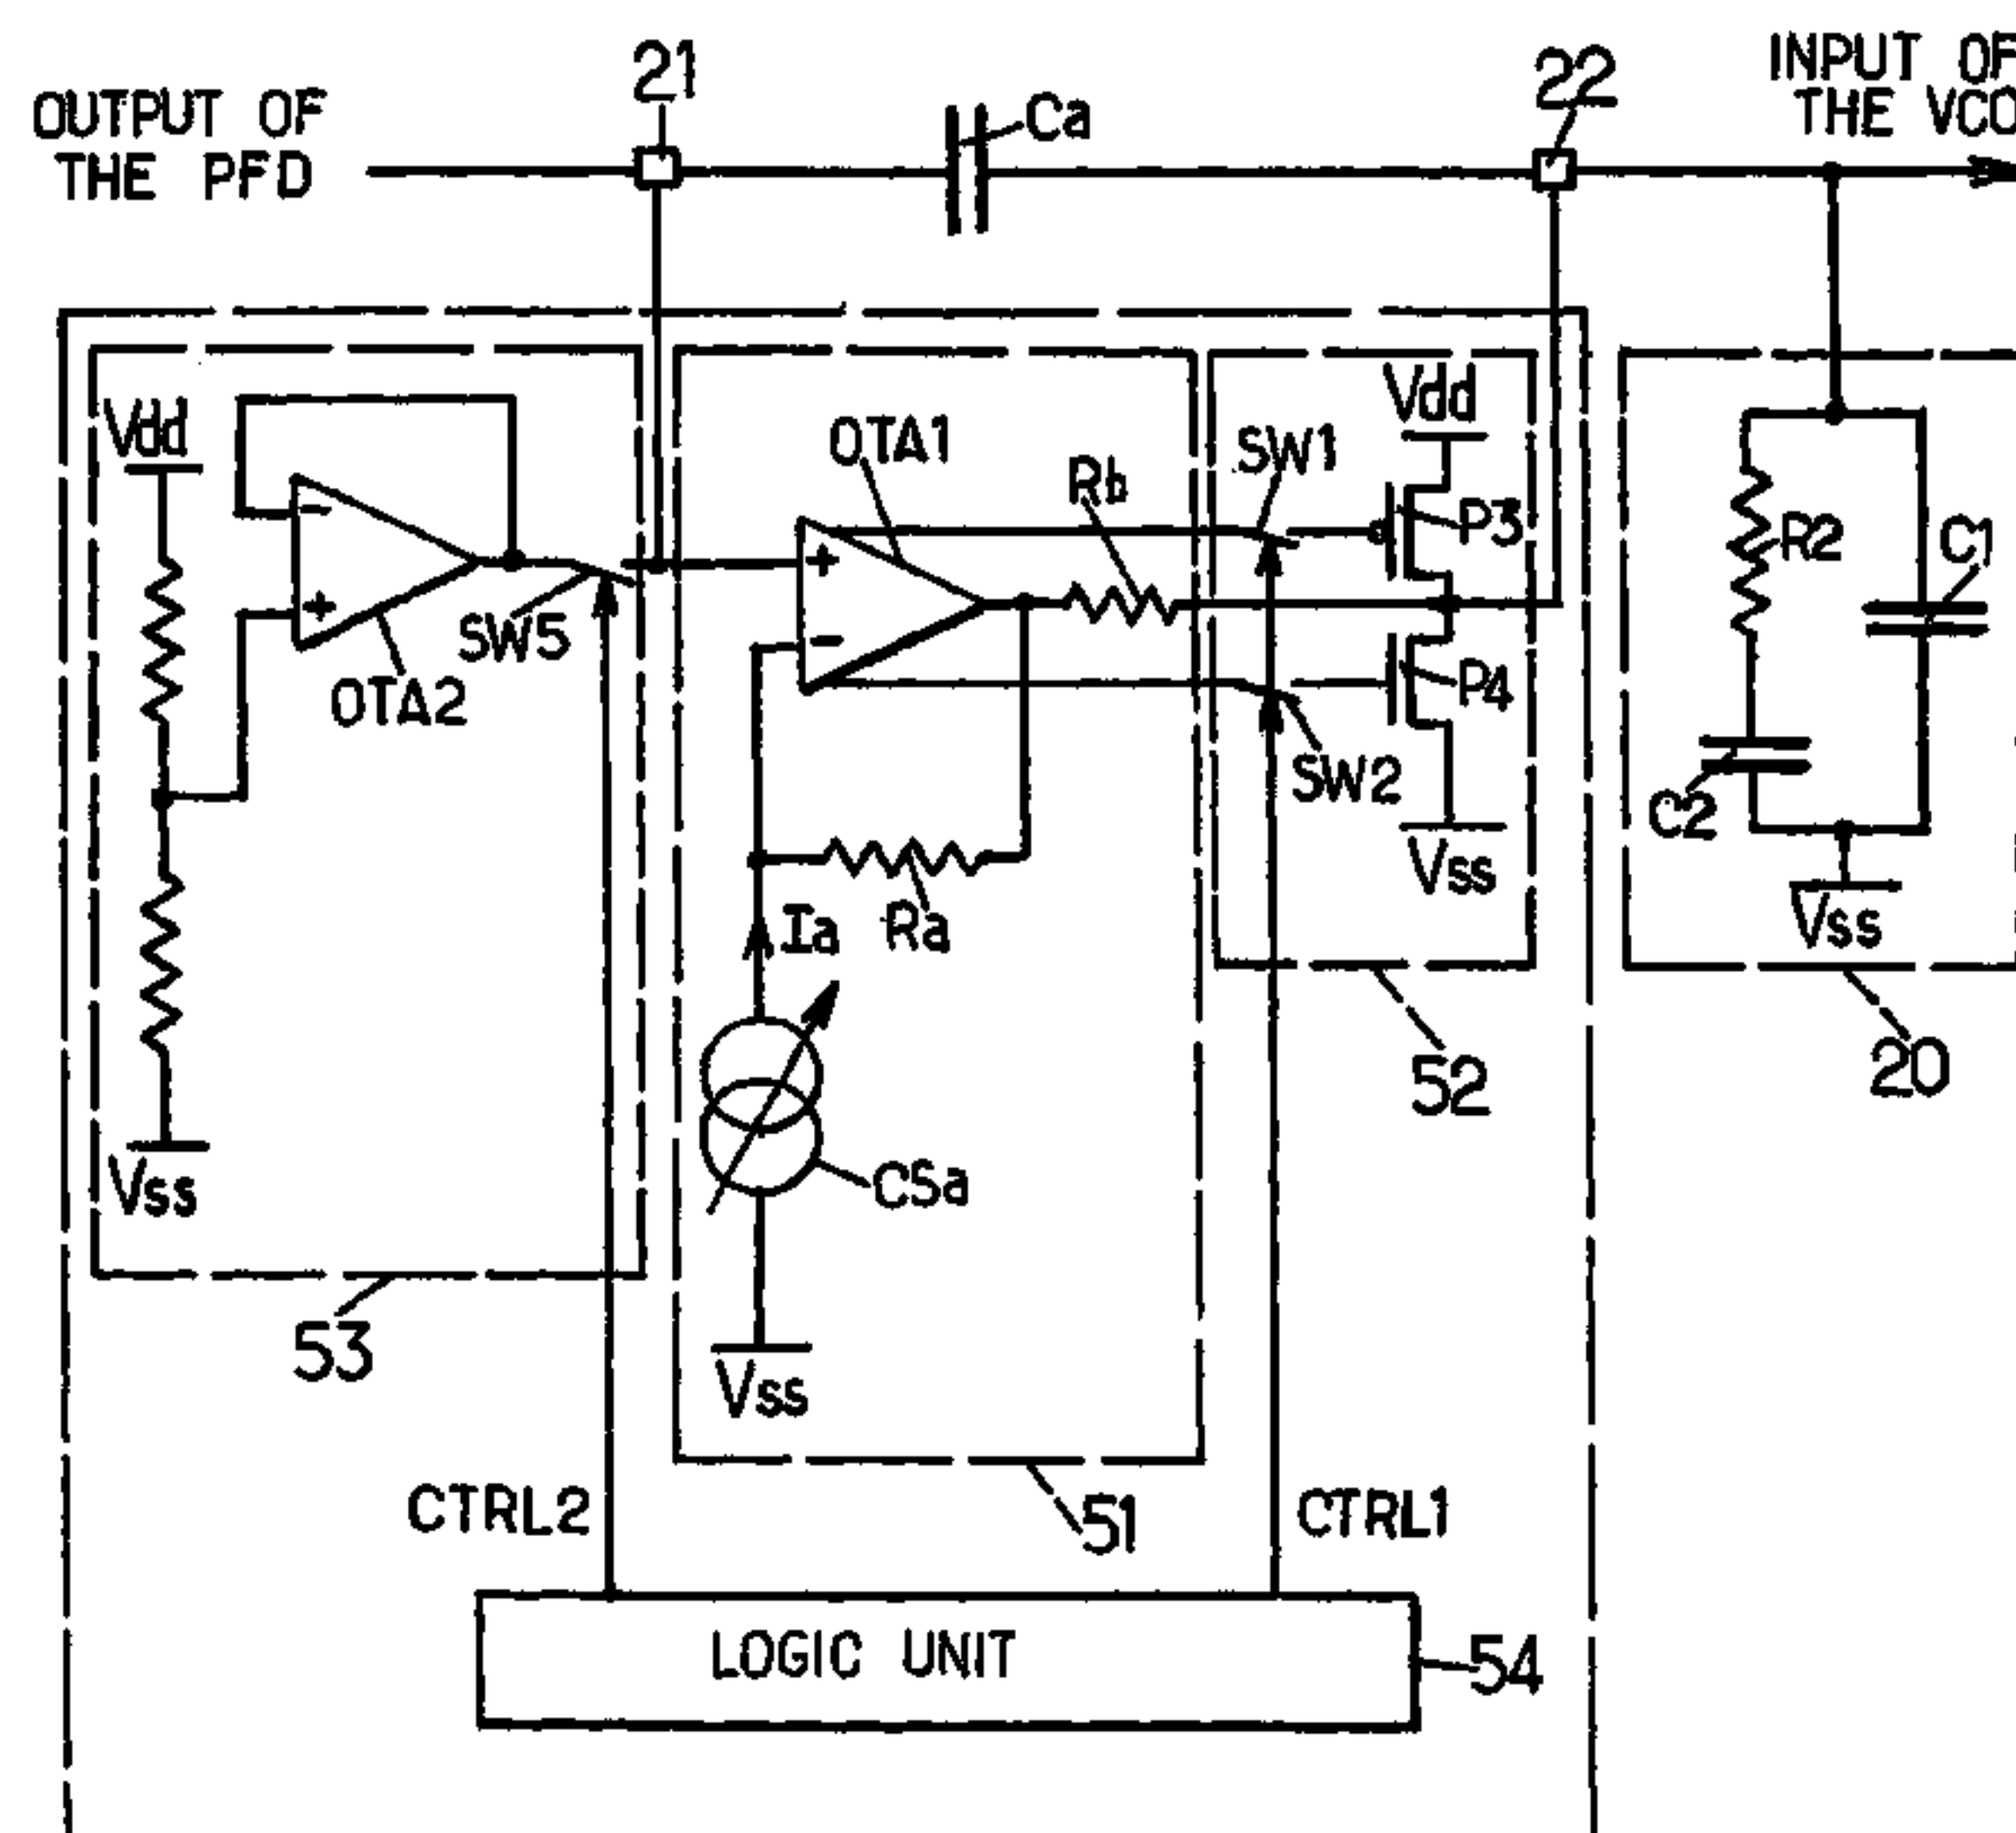 OUTPUT OF
THE PFD
21
Ca
22
INPUT OF
THE VCO
Vdd
OTA2
SW5
Vss
53
OTA1
Rb
Ra
Ia
CSa
Vss
51
SW1
SW2
Vdd
P3
P4
Vss
52
R2
C1
C2
Vss
20
CTRL2
CTRL1
LOGIC UNIT
54